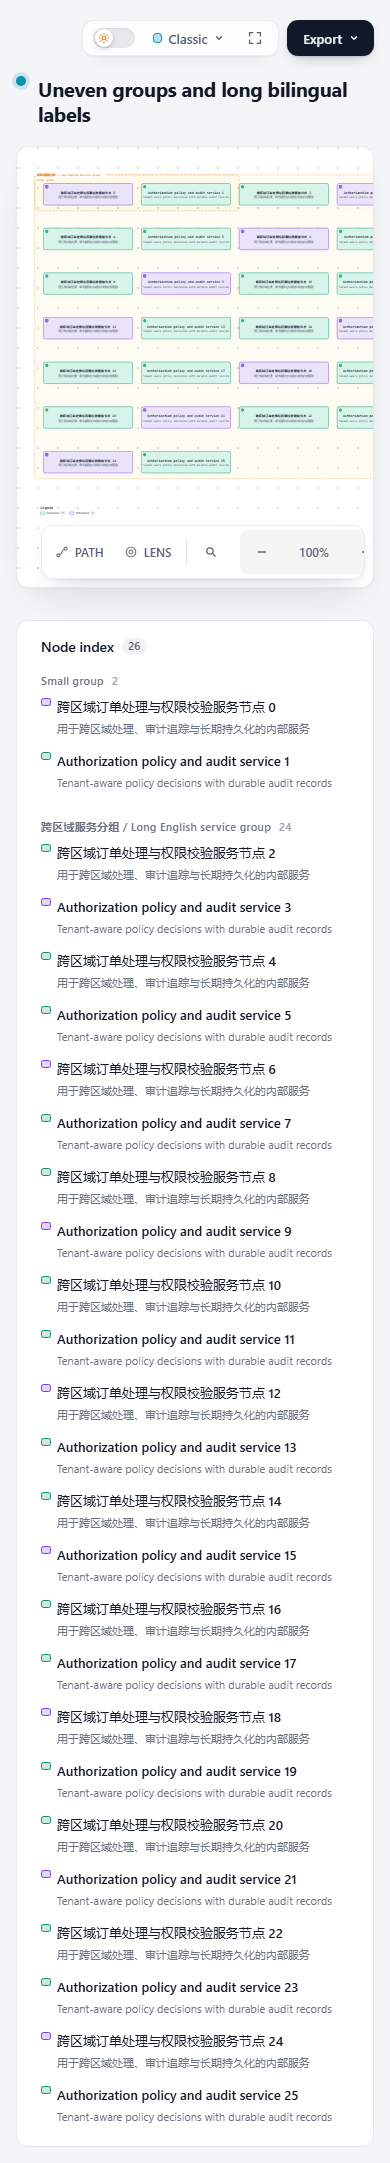 Classic
Export
Uneven groups and long bilingual
labels
PATH
LENS
100%
Node index 26
Small group 2
跨区域订单处理与权限校验服务节点 0
用于跨区域处理、审计追踪与长期持久化的内部服务
Authorization policy and audit service 1
Tenant-aware policy decisions with durable audit records
跨区域服务分组 / Long English service group 24
跨区域订单处理与权限校验服务节点 2
用于跨区域处理、审计追踪与长期持久化的内部服务
Authorization policy and audit service 3
Tenant-aware policy decisions with durable audit records
跨区域订单处理与权限校验服务节点 4
用于跨区域处理、审计追踪与长期持久化的内部服务
Authorization policy and audit service 5
Tenant-aware policy decisions with durable audit records
跨区域订单处理与权限校验服务节点 6
用于跨区域处理、审计追踪与长期持久化的内部服务
Authorization policy and audit service 7
Tenant-aware policy decisions with durable audit records
跨区域订单处理与权限校验服务节点 8
用于跨区域处理、审计追踪与长期持久化的内部服务
Authorization policy and audit service 9
Tenant-aware policy decisions with durable audit records
跨区域订单处理与权限校验服务节点 10
用于跨区域处理、审计追踪与长期持久化的内部服务
Authorization policy and audit service 11
Tenant-aware policy decisions with durable audit records
跨区域订单处理与权限校验服务节点 12
用于跨区域处理、审计追踪与长期持久化的内部服务
Authorization policy and audit service 13
Tenant-aware policy decisions with durable audit records
跨区域订单处理与权限校验服务节点 14
用于跨区域处理、审计追踪与长期持久化的内部服务
Authorization policy and audit service 15
Tenant-aware policy decisions with durable audit records
跨区域订单处理与权限校验服务节点 16
用于跨区域处理、审计追踪与长期持久化的内部服务
Authorization policy and audit service 17
Tenant-aware policy decisions with durable audit records
跨区域订单处理与权限校验服务节点 18
用于跨区域处理、审计追踪与长期持久化的内部服务
Authorization policy and audit service 19
Tenant-aware policy decisions with durable audit records
跨区域订单处理与权限校验服务节点 20
用于跨区域处理、审计追踪与长期持久化的内部服务
Authorization policy and audit service 21
Tenant-aware policy decisions with durable audit records
跨区域订单处理与权限校验服务节点 22
用于跨区域处理、审计追踪与长期持久化的内部服务
Authorization policy and audit service 23
Tenant-aware policy decisions with durable audit records
跨区域订单处理与权限校验服务节点 24
用于跨区域处理、审计追踪与长期持久化的内部服务
Authorization policy and audit service 25
Tenant-aware policy decisions with durable audit records